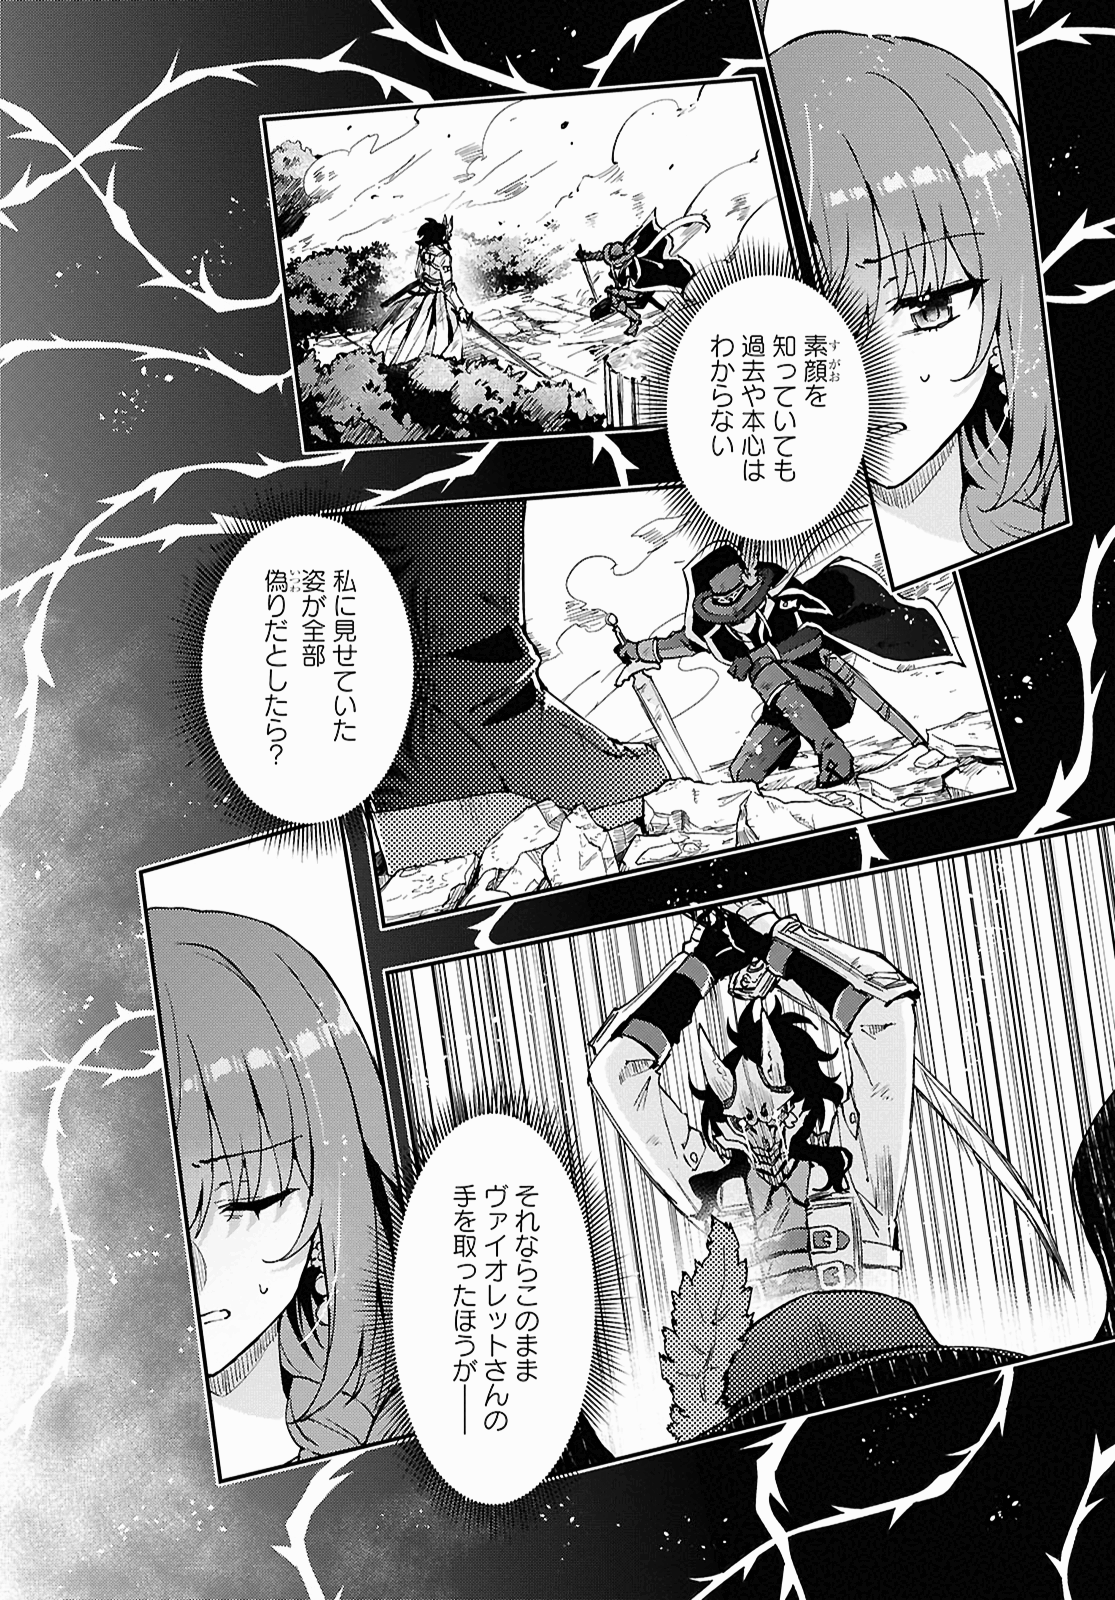 素顔を
知っていても
過去や本心は
わからない
私に見せていた
姿が全部
偽りだとしたら？
それならこのまま
ヴァイオレットさんの
手を取ったほうが――